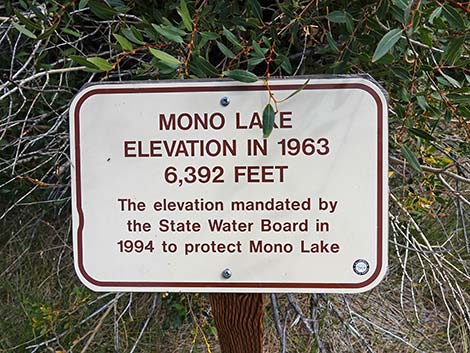 MONO LAKE
ELEVATION IN 1963
6,392 FEET
The elevation mandated by
the State Water Board in
1994 to protect Mono Lake